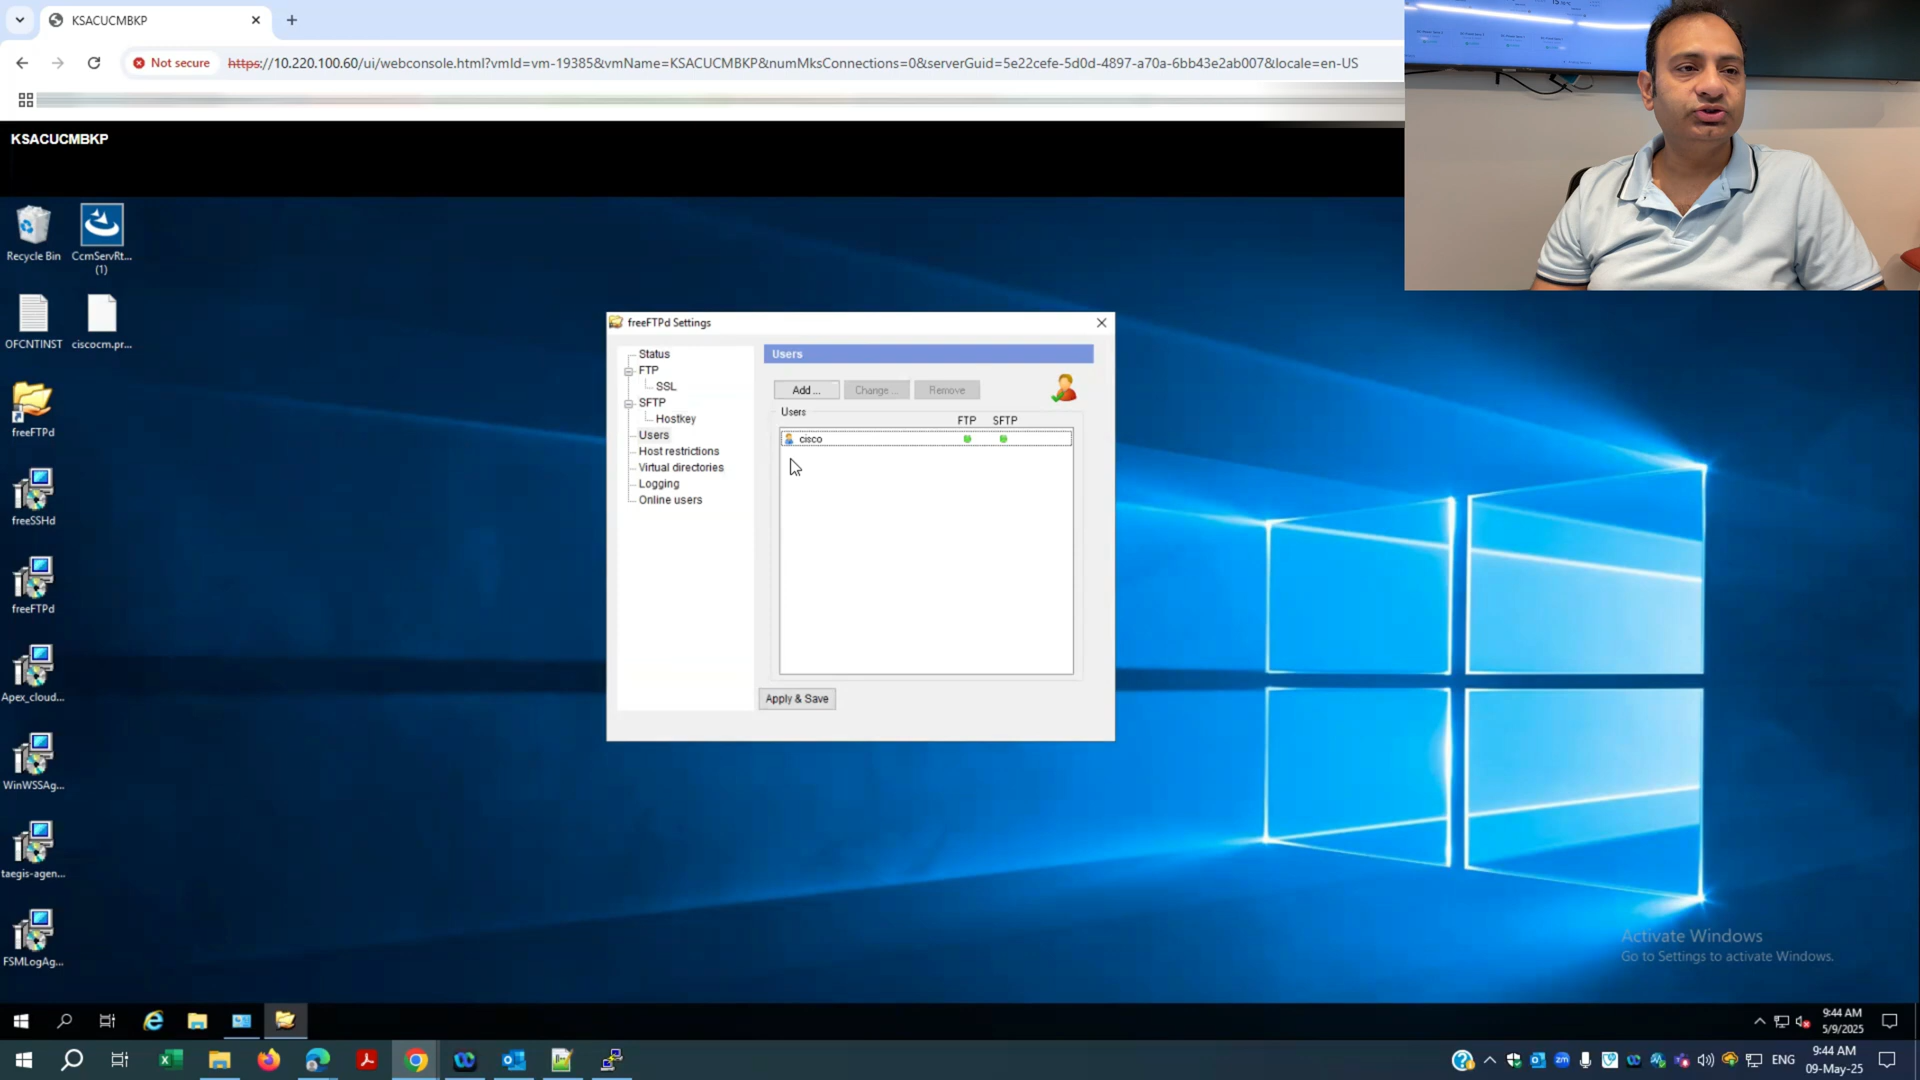 KSACUCMBKP
Not secure
https://10.220.100.60/ui/webconsole.html?vmId=vm-19385&vmName=KSACUCMBKP&numMksConnections=0&serverGuid=5e22cefe-5d0d-4897-a70a-6bb43e2ab007&locale=en-US
KSACUCMBKP
Recycle Bin
CcmServRt...
(1)
OFCNTINST
ciscocm.pr...
freeFTPd
freeSSHd
freeFTPd
Apex_cloud...
WinWSSAg...
taegis-agen...
FSMLogAg...
freeFTPd Settings
Status
FTP
SSL
SFTP
Hostkey
Users
Host restrictions
Virtual directories
Logging
Online users
Users
Add ...
Change ...
Remove
Users
FTP
SFTP
cisco
Apply & Save
Activate Windows
Go to Settings to activate Windows.
9:44 AM
5/9/2025
ENG
9:44 AM
09-May-25